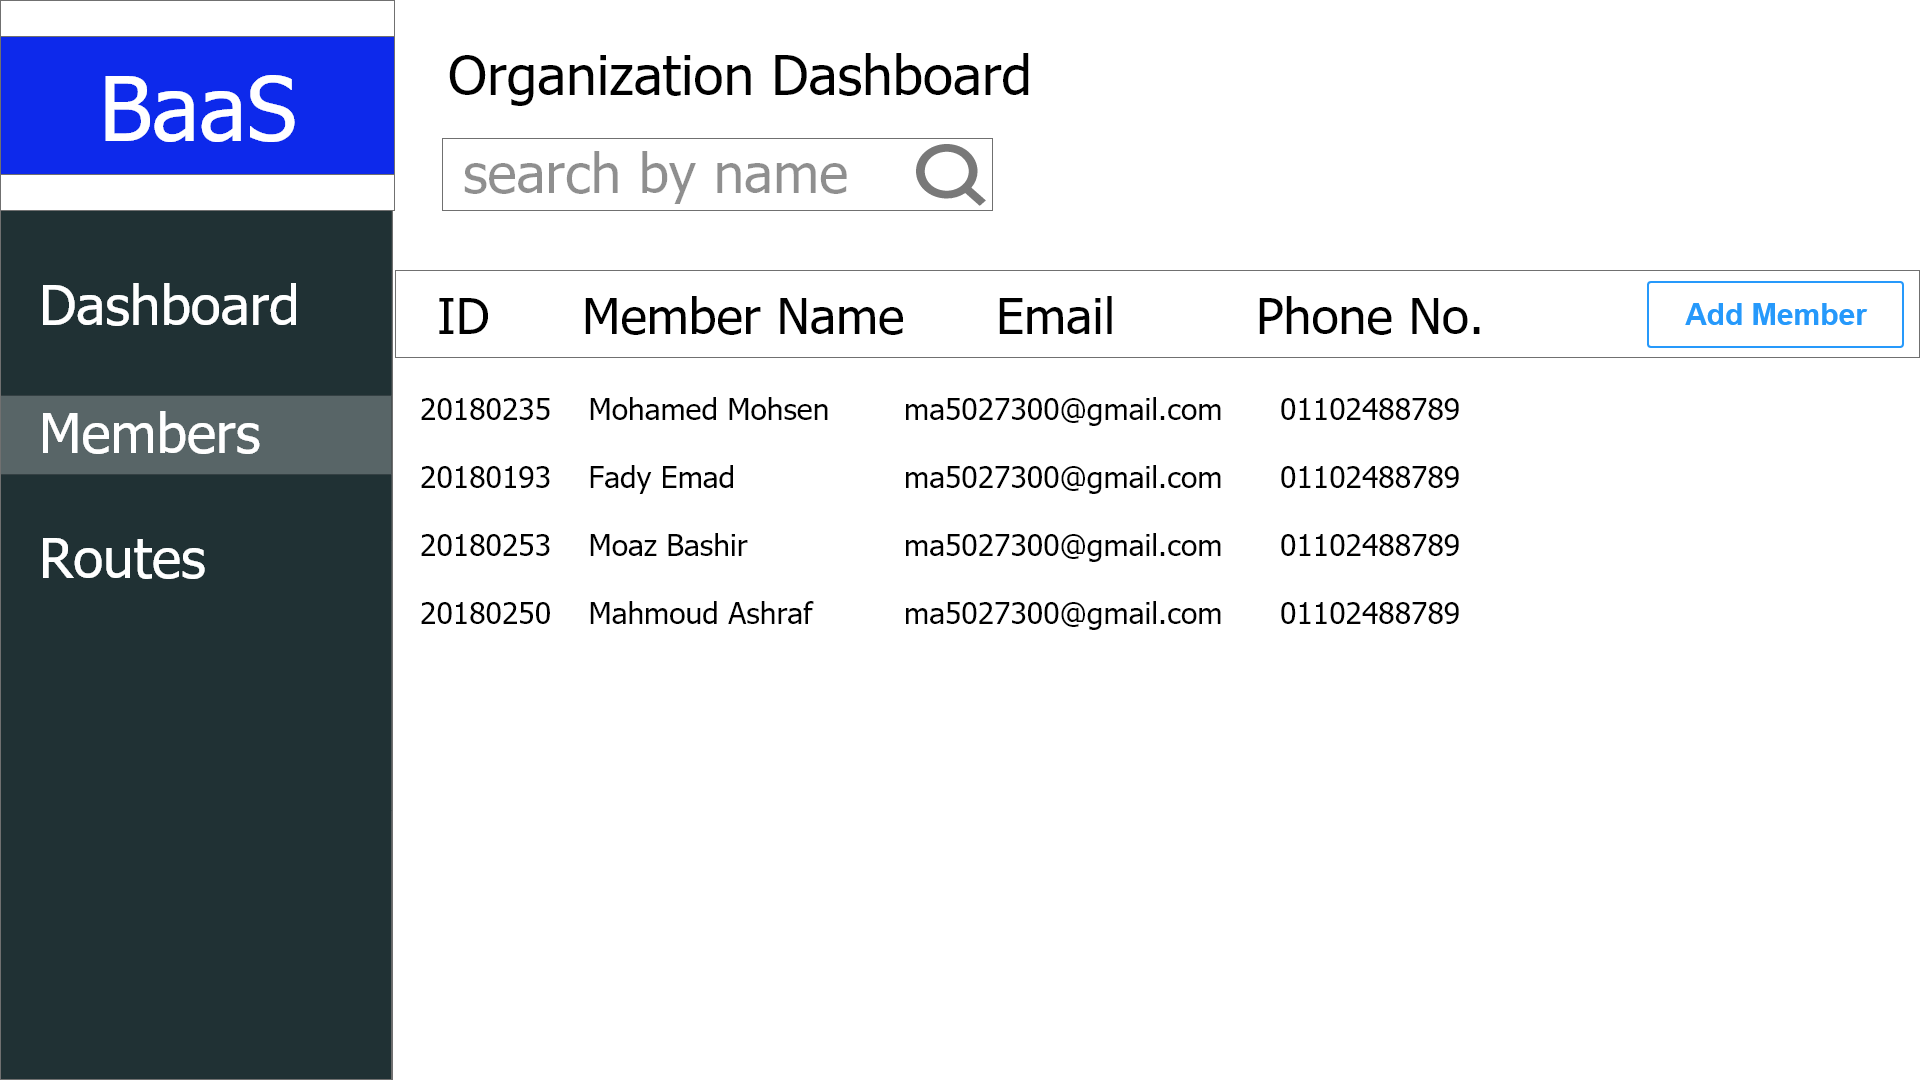 BaaS
Organization Dashboard
search by name
Dashboard
Members
Routes
ID Member Name Email Phone No. Add Member
20180235 Mohamed Mohsen ma5027300@gmail.com 01102488789
20180193 Fady Emad ma5027300@gmail.com 01102488789
20180253 Moaz Bashir ma5027300@gmail.com 01102488789
20180250 Mahmoud Ashraf ma5027300@gmail.com 01102488789